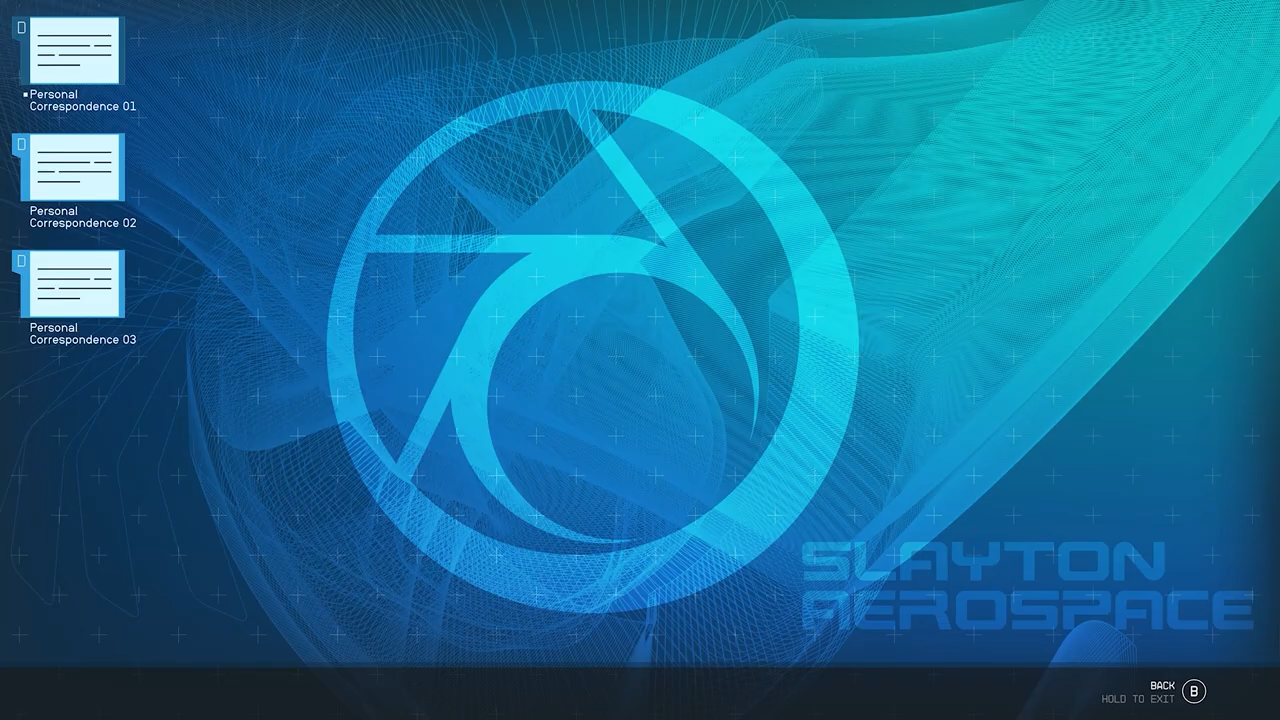 D
Personal
Correspondence 01
D
Personal
Correspondence 02
D
Personal
Correspondence 03
SLAYTON
AEROSPACE
BACK
HOLD TO EXIT
B